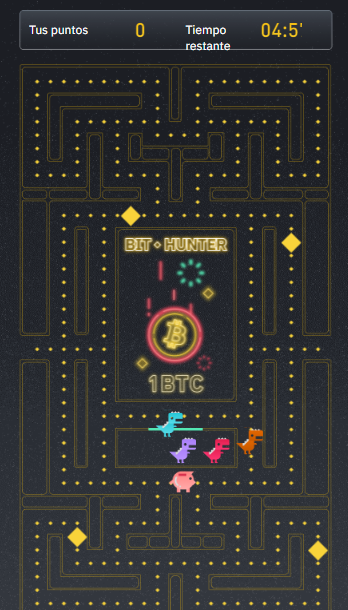 Tus puntos
0
Tiempo
restante
04:5'
BIT HUNTER
1BTC